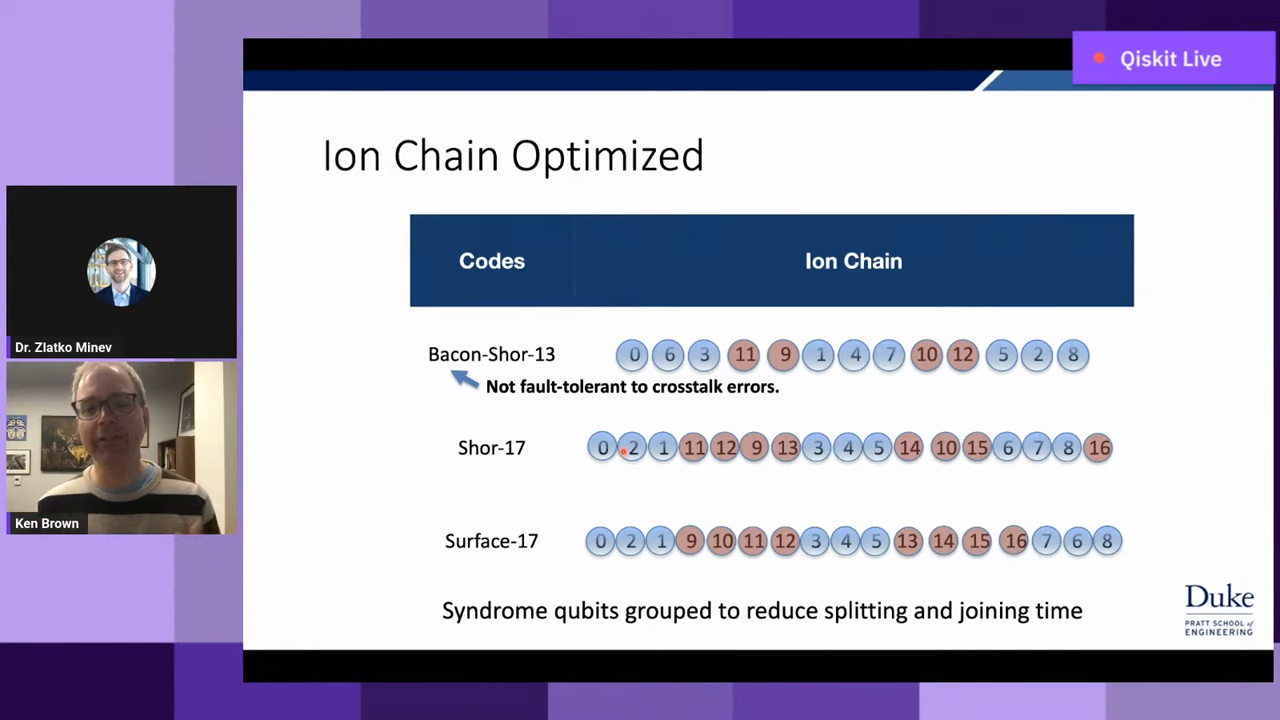 Qiskit Live
Ion Chain Optimized
Codes Ion Chain
Bacon-Shor-13 0 6 3 11 9 1 4 7 10 12 5 2 8
Not fault-tolerant to crosstalk errors.
Shor-17 0 2 1 11 12 9 13 3 4 5 14 10 15 6 7 8 16
Surface-17 0 2 1 9 10 11 12 3 4 5 13 14 15 16 7 6 8
Syndrome qubits grouped to reduce splitting and joining time
Duke
PRATT SCHOOL of
ENGINEERING
Dr. Zlatko Minev
Ken Brown